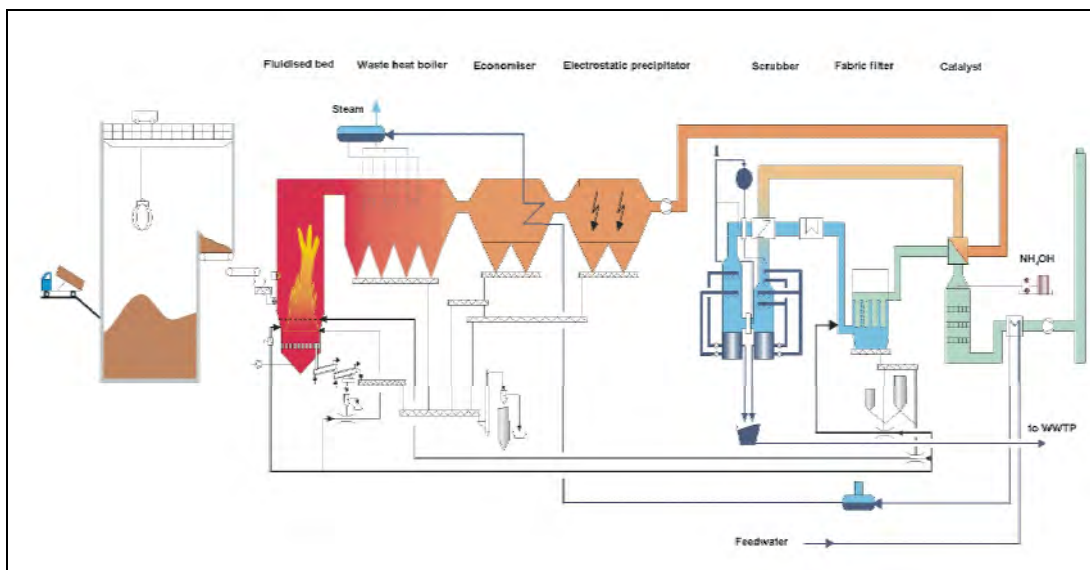 Fluidised bed
Waste heat boiler
Economiser
Electrostatic precipitator
Scrubber
Fabric filter
Catalyst
Steam
NH₄OH
to WWTP
Feedwater